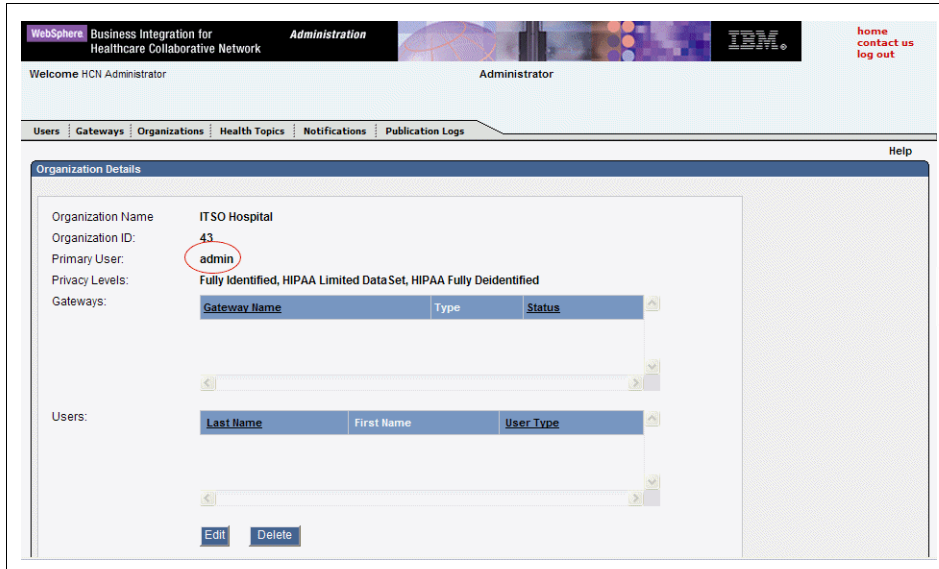 WebSphere Business Integration for Administration IBM. home
Healthcare Collaborative Network contact us
log out
Welcome HCN Administrator Administrator
Users Gateways Organizations Health Topics Notifications Publication Logs
Help
Organization Details
Organization Name ITSO Hospital
Organization ID: 43
Primary User: admin
Privacy Levels: Fully Identified, HIPAA Limited DataSet, HIPAA Fully Deidentified
Gateways: Gateway Name Type Status
Users: Last Name First Name User Type
Edit Delete